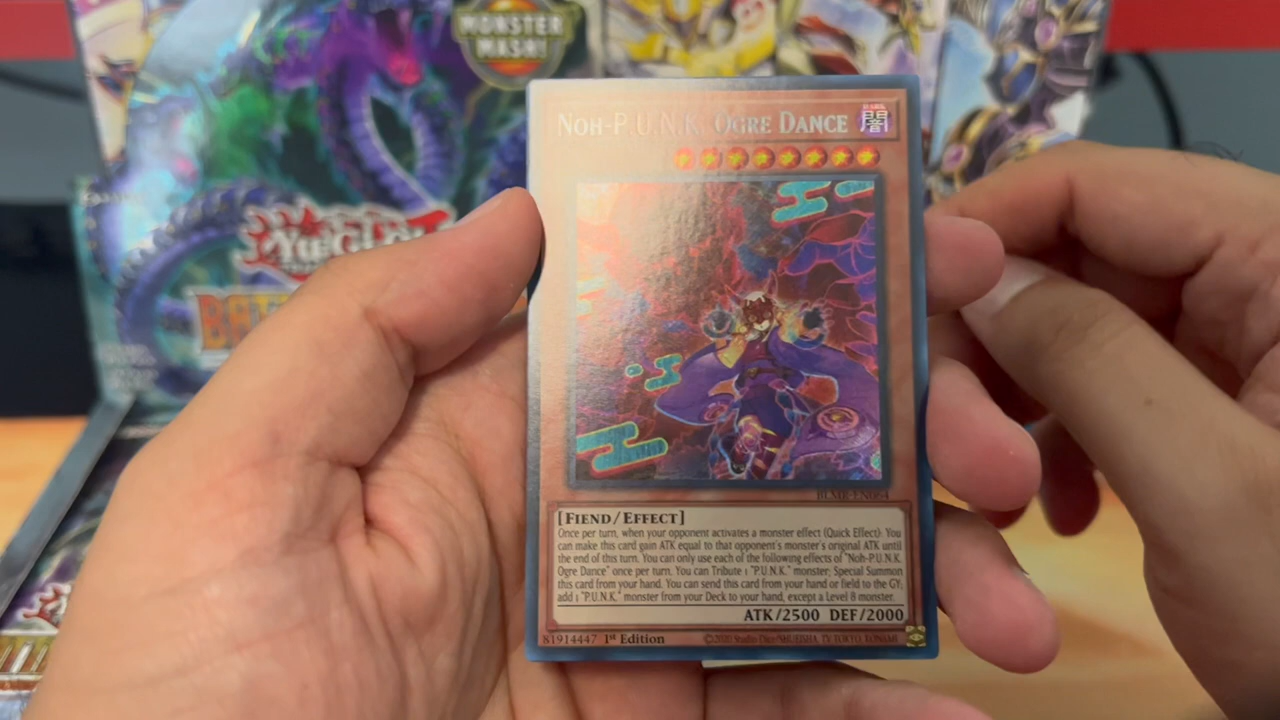 MONSTER
MASH!
Yu-Gi-O
BAT
Noh-P.U.N.K. Ogre Dance
闇
BLMR-EN064
[Fiend/Effect]
Once per turn, when your opponent activates a monster effect (Quick Effect): You
can make this card gain ATK equal to that opponent's monster's original ATK until
the end of this turn. You can only use each of the following effects of "Noh-P.U.N.K.
Ogre Dance" once per turn. You can Tribute 1 "P.U.N.K." monster; Special Summon
this card from your hand. You can send this card from your hand or field to the GY;
add 1 "P.U.N.K." monster from your Deck to your hand, except a Level 8 monster.
ATK/2500 DEF/2000
81914447 1st Edition ©2020 Studio Dice/SHUEISHA, TV TOKYO, KONAMI